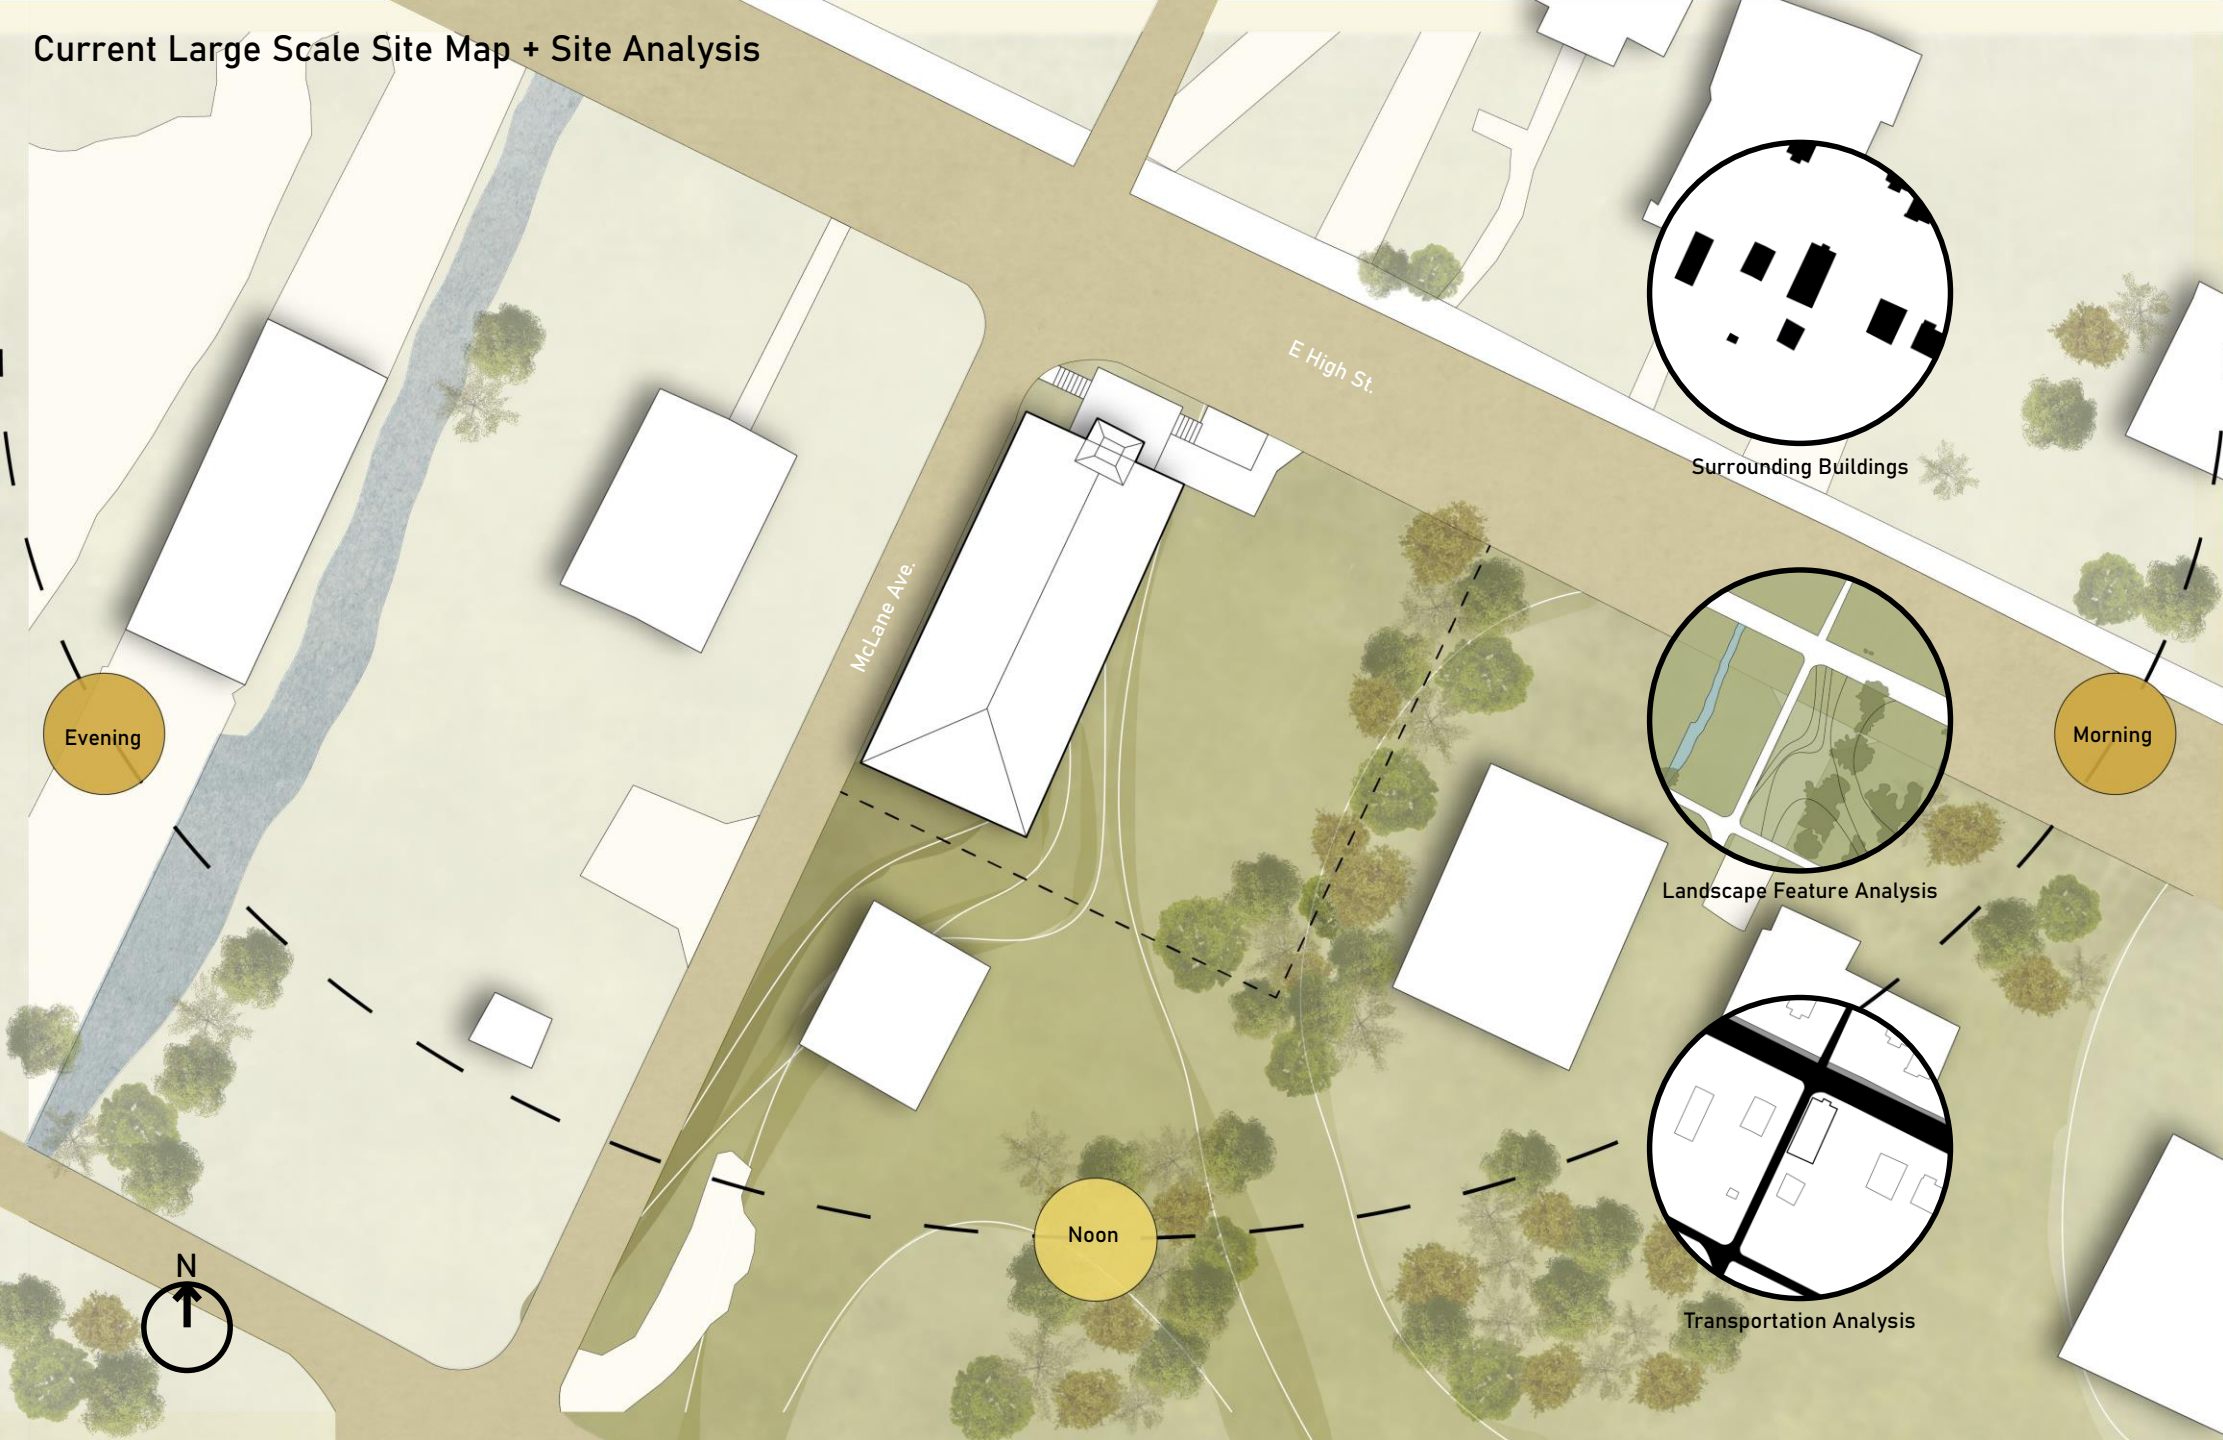 Current Large Scale Site Map + Site Analysis
E High St.
Surrounding Buildings
McLane Ave.
Evening
Morning
Landscape Feature Analysis
Noon
N
Transportation Analysis